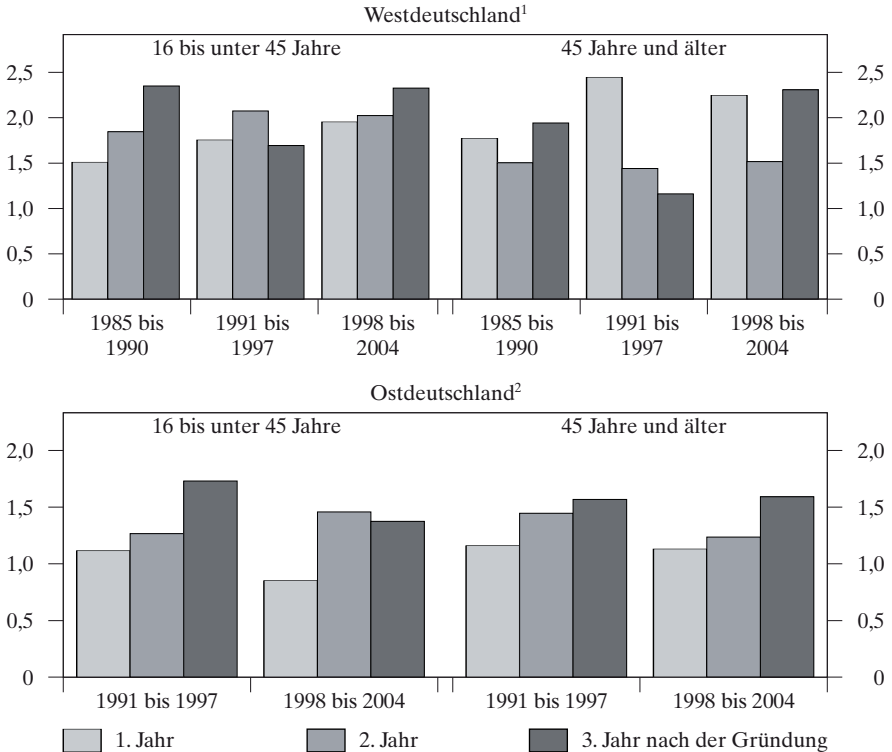 Westdeutschland¹
16 bis unter 45 Jahre 45 Jahre und älter
2,5 2,5
2,0 2,0
1,5 1,5
1,0 1,0
0,5 0,5
0 0
1985 bis 1991 bis 1998 bis 1985 bis 1991 bis 1998 bis
1990 1997 2004 1990 1997 2004
Ostdeutschland²
16 bis unter 45 Jahre 45 Jahre und älter
2,0 2,0
1,5 1,5
1,0 1,0
0,5 0,5
0 0
1991 bis 1997 1998 bis 2004 1991 bis 1997 1998 bis 2004
1. Jahr 2. Jahr 3. Jahr nach der Gründung